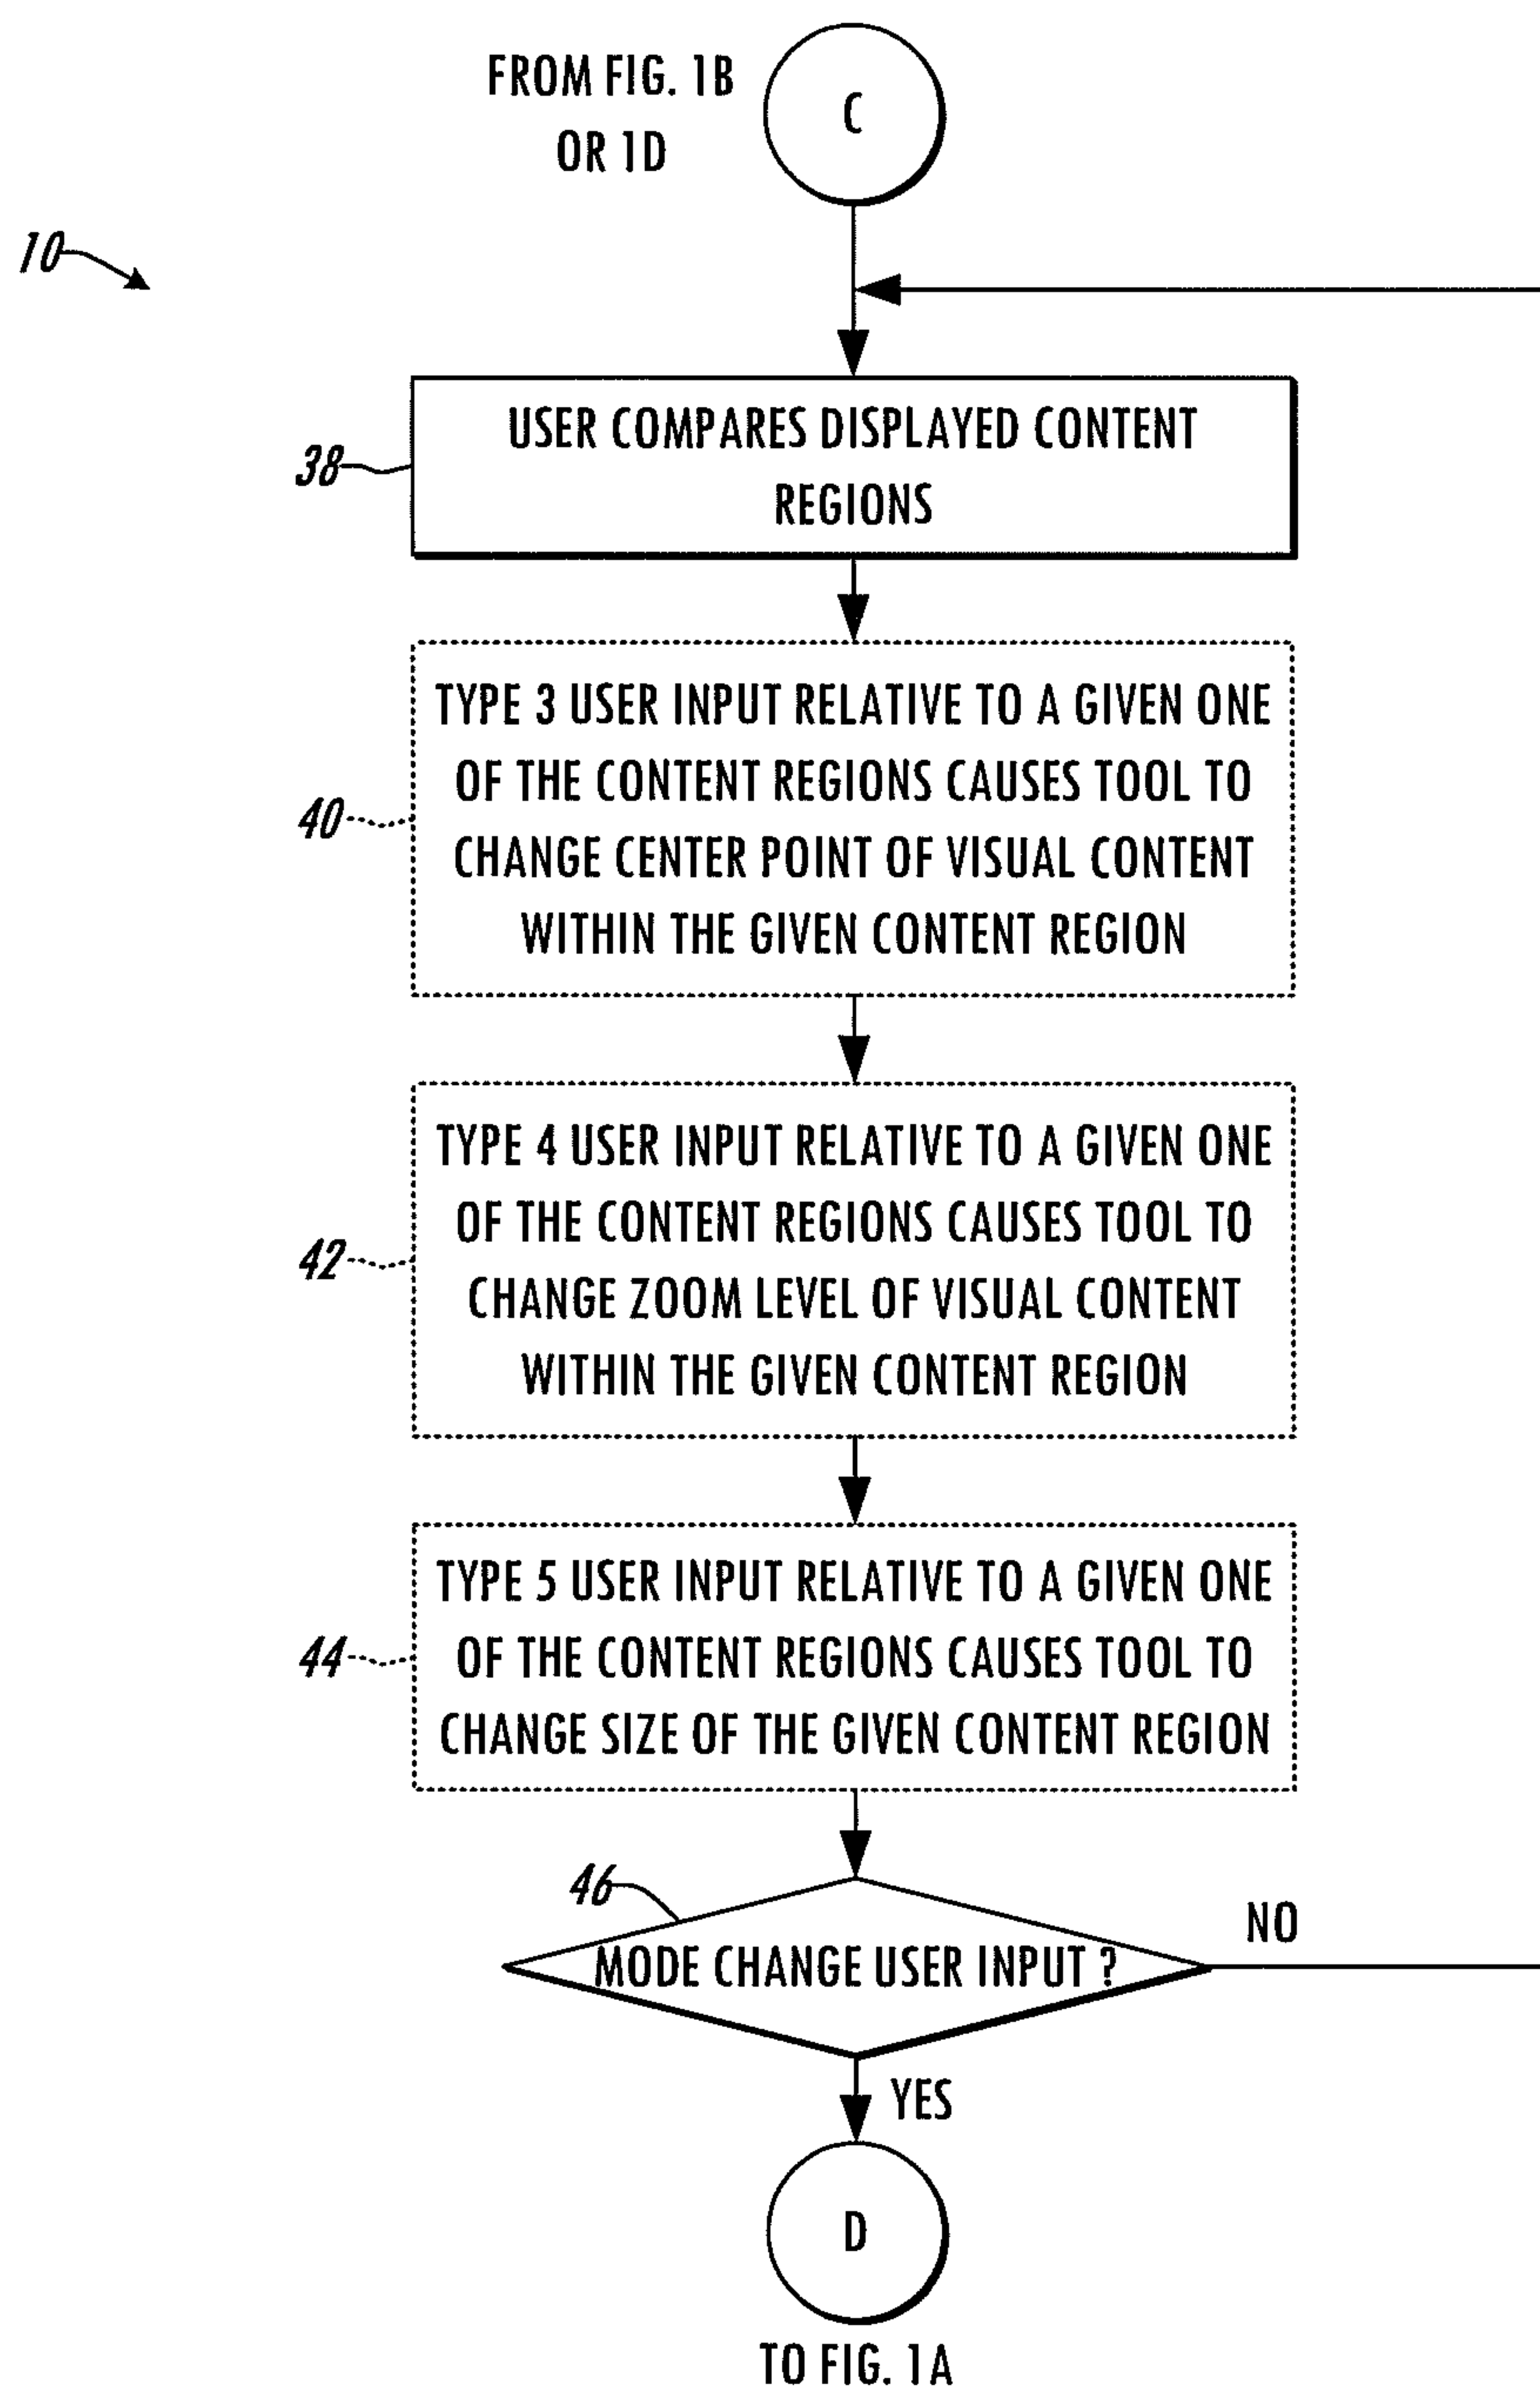 FROM FIG. 1B
OR 1D
C
10
USER COMPARES DISPLAYED CONTENT
REGIONS
38
TYPE 3 USER INPUT RELATIVE TO A GIVEN ONE
OF THE CONTENT REGIONS CAUSES TOOL TO
CHANGE CENTER POINT OF VISUAL CONTENT
WITHIN THE GIVEN CONTENT REGION
40
TYPE 4 USER INPUT RELATIVE TO A GIVEN ONE
OF THE CONTENT REGIONS CAUSES TOOL TO
CHANGE ZOOM LEVEL OF VISUAL CONTENT
WITHIN THE GIVEN CONTENT REGION
42
TYPE 5 USER INPUT RELATIVE TO A GIVEN ONE
OF THE CONTENT REGIONS CAUSES TOOL TO
CHANGE SIZE OF THE GIVEN CONTENT REGION
44
46
MODE CHANGE USER INPUT ?
NO
YES
D
TO FIG. 1A